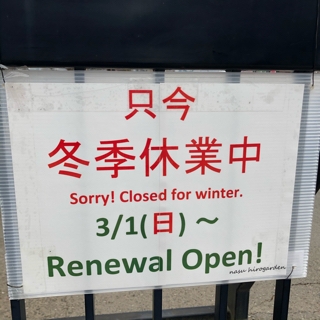 只今
冬季休業中
Sorry! Closed for winter.
3/1(日) ～
Renewal Open!
nasu hirogarden